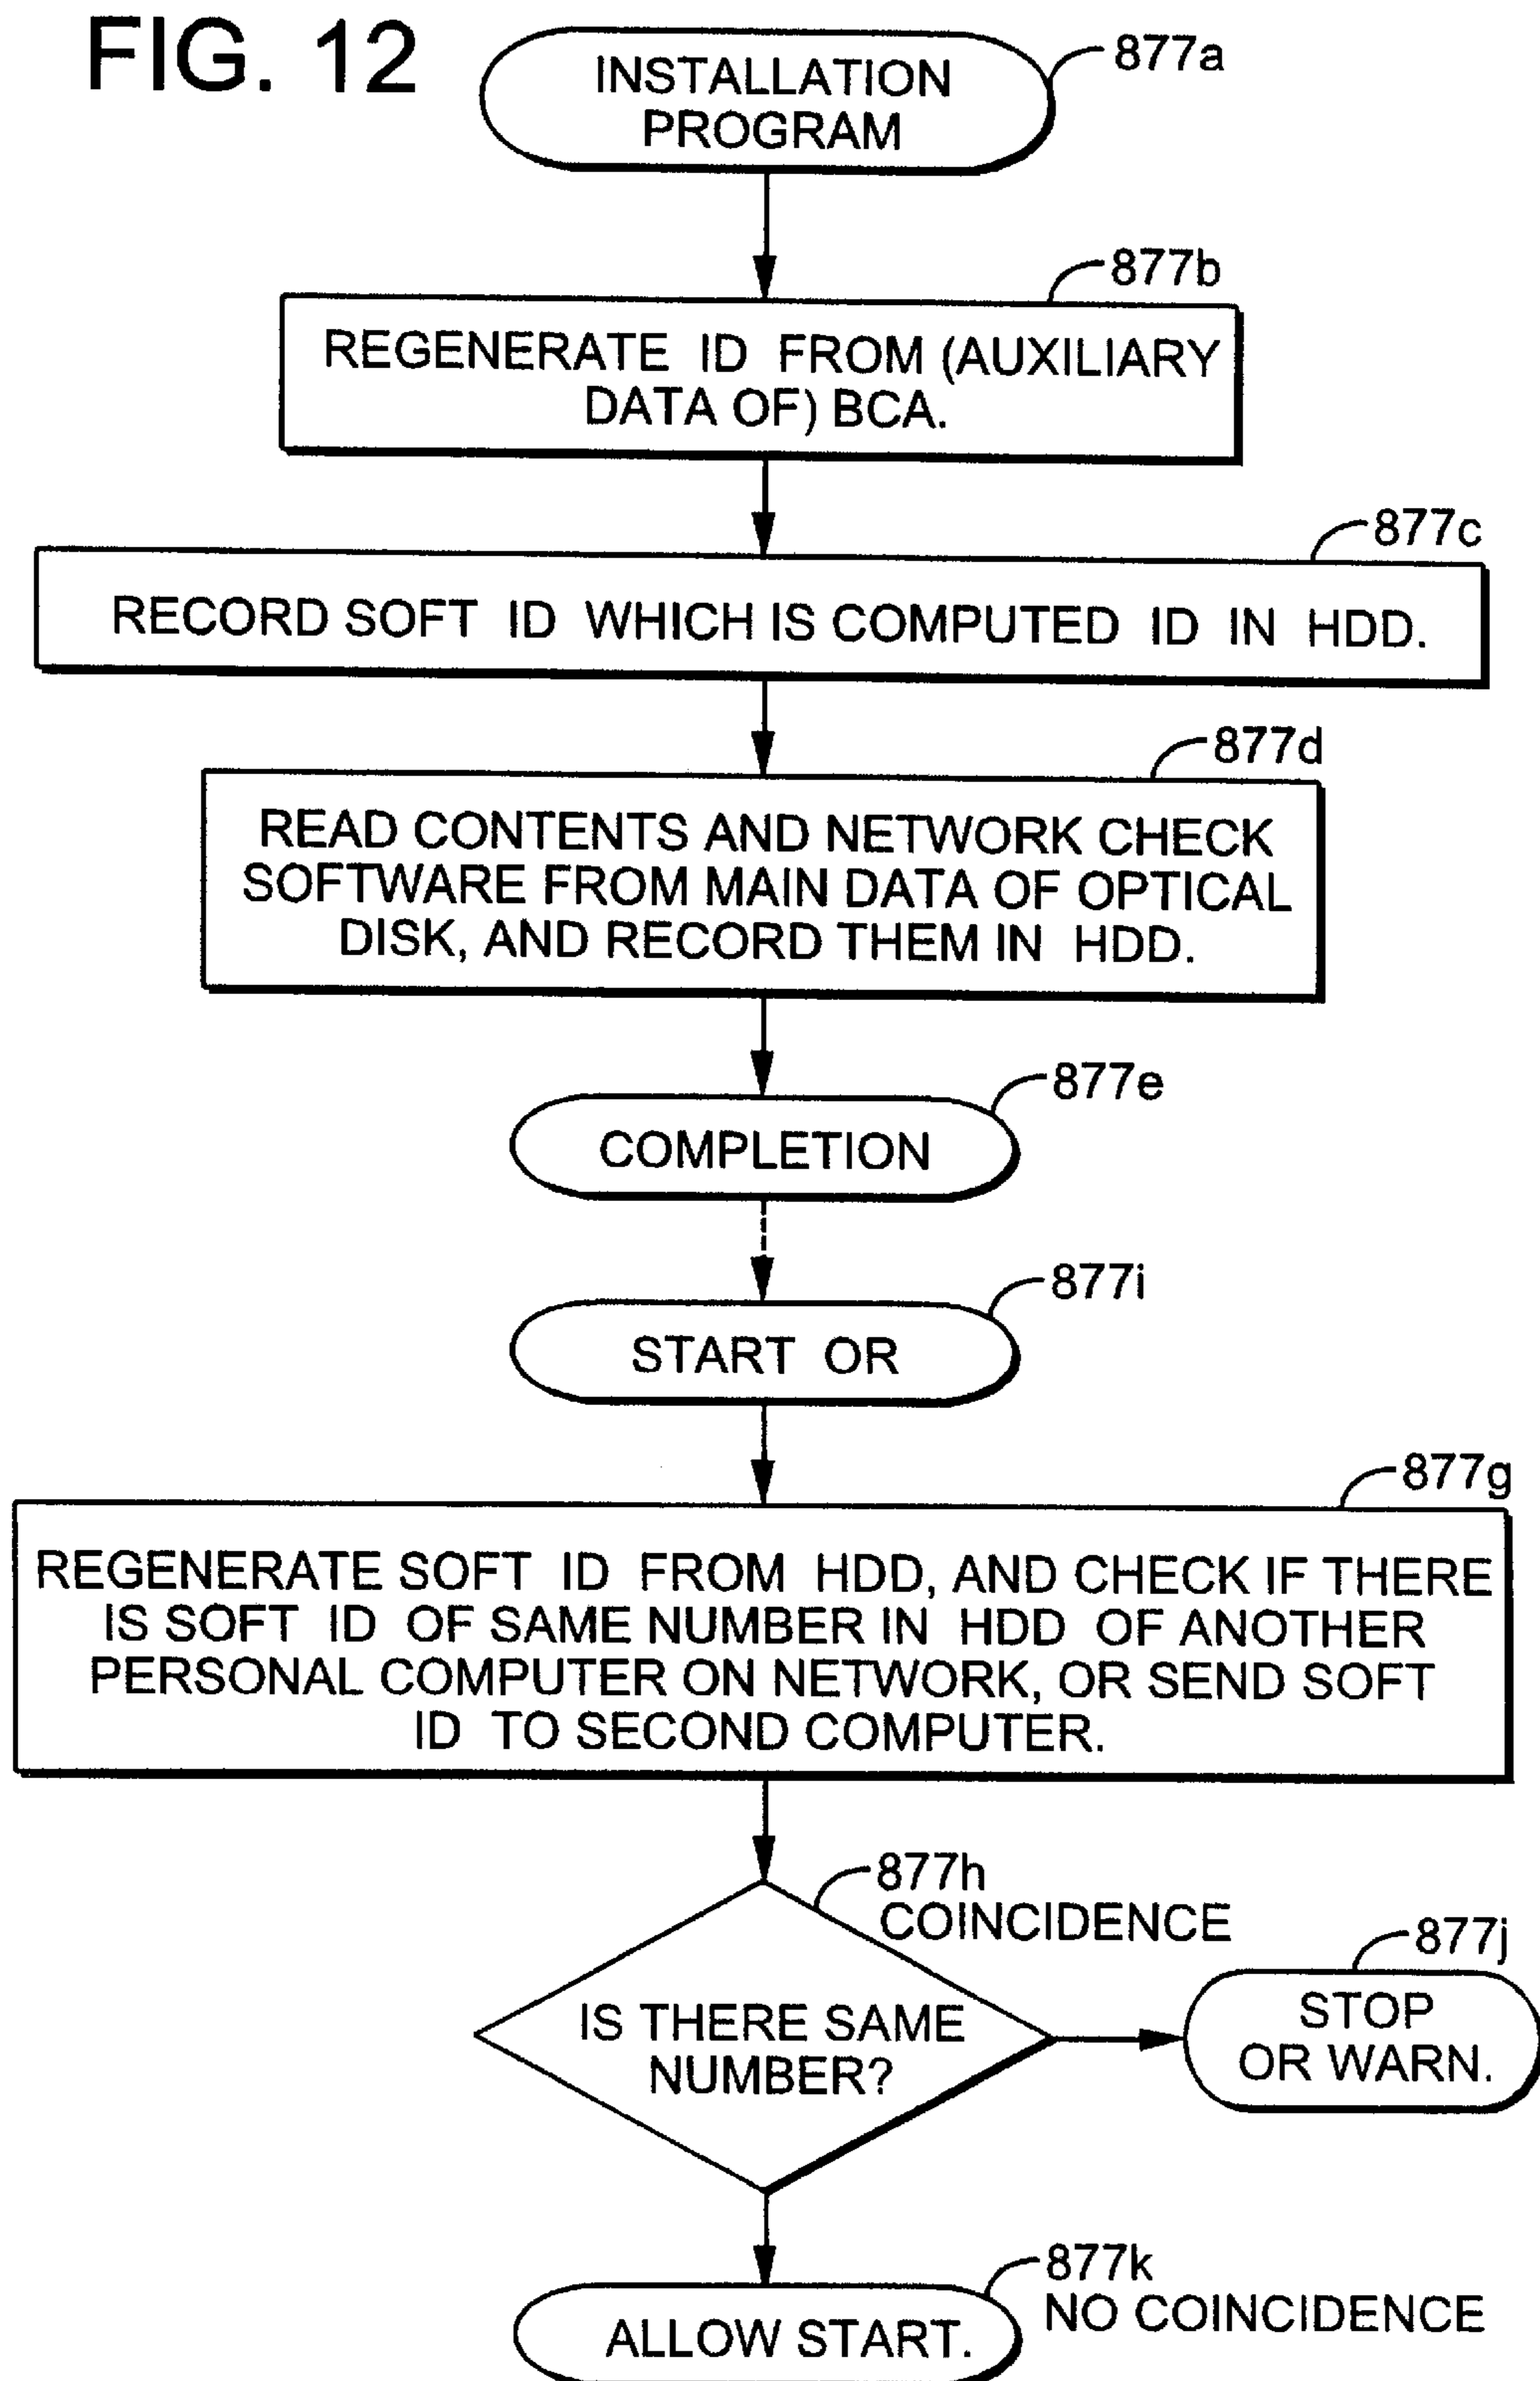 FIG. 12
877a
INSTALLATION
PROGRAM
877b
REGENERATE ID FROM (AUXILIARY
DATA OF) BCA.
877c
RECORD SOFT ID WHICH IS COMPUTED ID IN HDD.
877d
READ CONTENTS AND NETWORK CHECK
SOFTWARE FROM MAIN DATA OF OPTICAL
DISK, AND RECORD THEM IN HDD.
877e
COMPLETION
877i
START OR
877g
REGENERATE SOFT ID FROM HDD, AND CHECK IF THERE
IS SOFT ID OF SAME NUMBER IN HDD OF ANOTHER
PERSONAL COMPUTER ON NETWORK, OR SEND SOFT
ID TO SECOND COMPUTER.
877h
COINCIDENCE
877j
IS THERE SAME
NUMBER?
STOP
OR WARN.
877k
NO COINCIDENCE
ALLOW START.